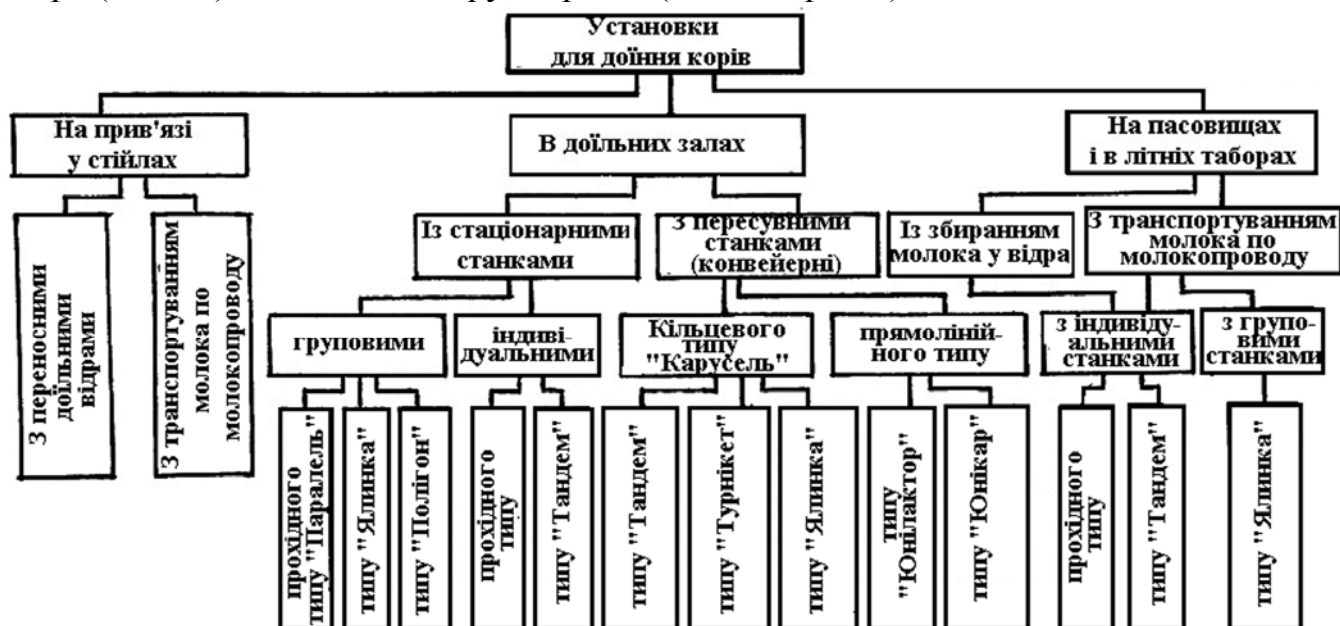 Установки
для доїння корів
На прив'язі
у стійлах
В доїльних залах
На пасовищах
і в літніх таборах
З переносними
доїльними
відрами
З транспортуванням
молока по
молокопроводу
Із стаціонарними
станками
З пересувними
станками
(конвейерні)
Із збиранням
молока у відра
З транспортуванням
молока по
молокопроводу
груповими
індиві-
дуальними
Кільцевого
типу
"Карусель"
прямоліній-
ного типу
з індивіду-
альними
станками
з групо-
вими
станками
прохідного
типу "Паралель"
типу "Ялинка"
типу "Полігон"
прохідного
типу
типу "Тандем"
типу "Тандем"
типу "Турнікет"
типу "Ялинка"
типу
"Юнілактор"
типу "Юнікар"
прохідного
типу
типу "Тандем"
типу "Ялинка"